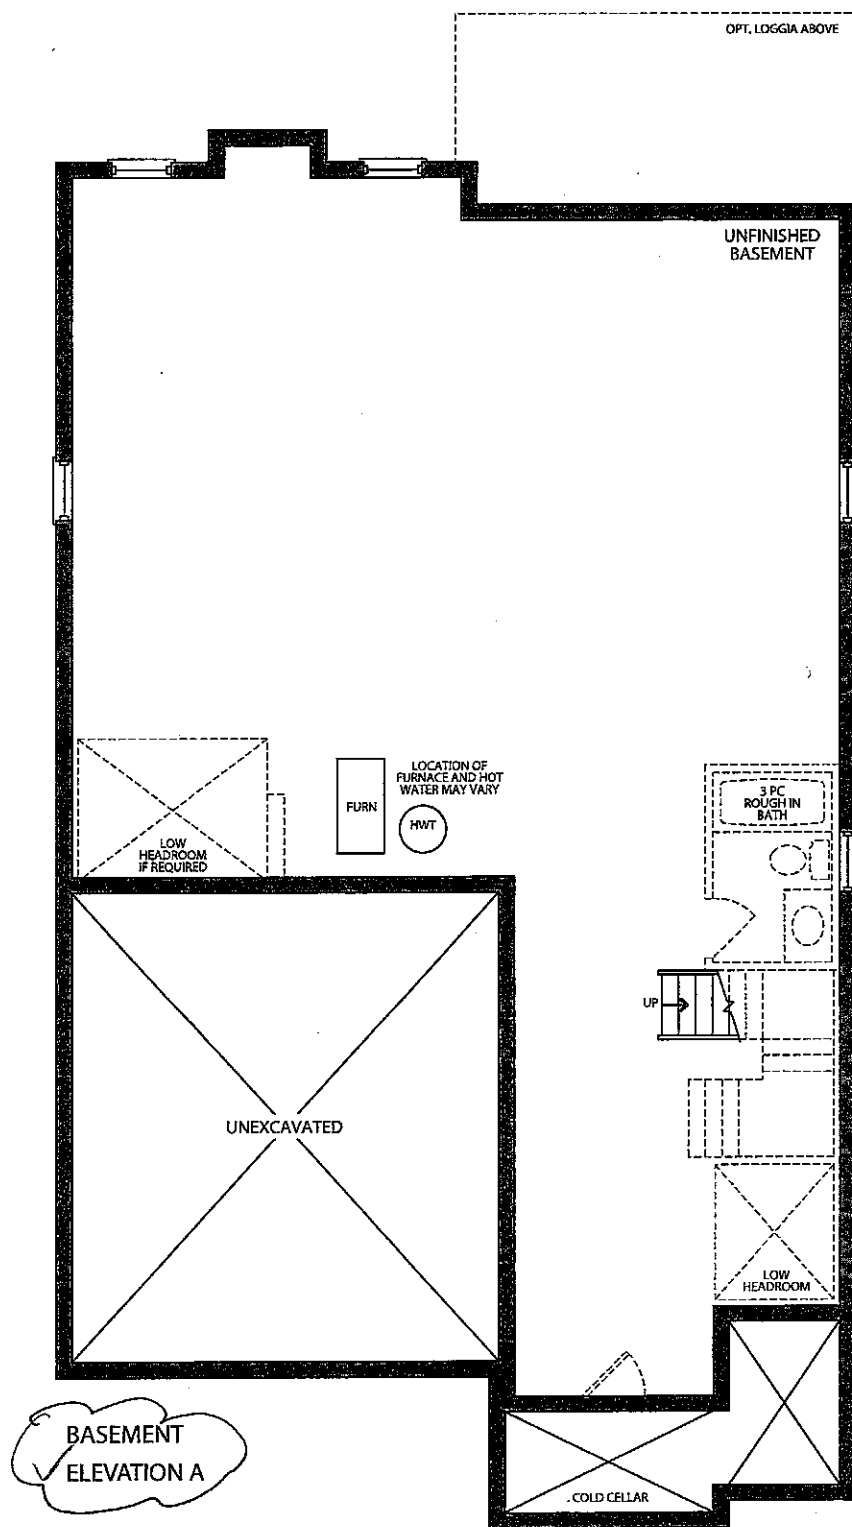 OPT. LOGGIA ABOVE
UNFINISHED
BASEMENT
LOCATION OF
FURNACE AND HOT
WATER MAY VARY
FURN
HWT
3 PC
ROUGH IN
BATH
LOW
HEADROOM
IF REQUIRED
UP
UNEXCAVATED
LOW
HEADROOM
BASEMENT
ELEVATION A
COLD CELLAR